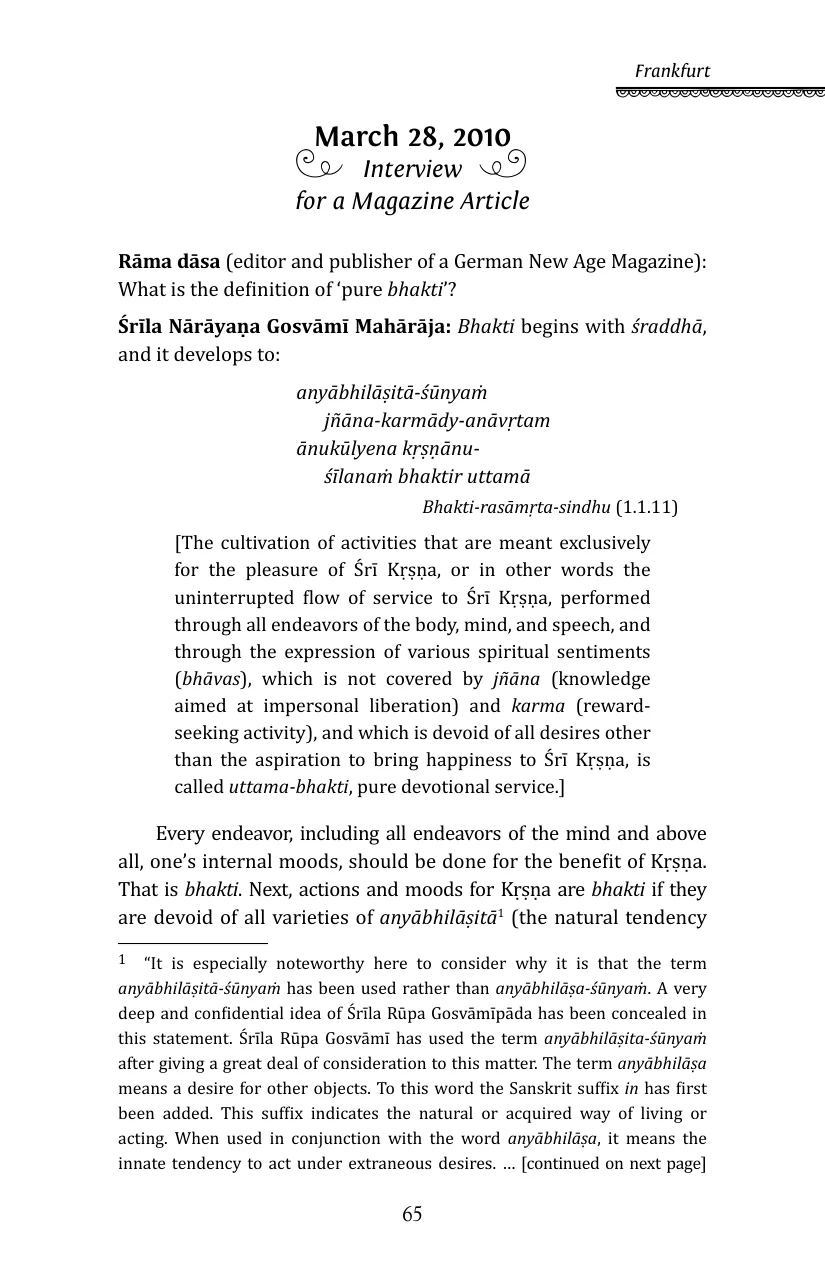 Frankfurt
March 28, 2010
Interview
for a Magazine Article
Rāma dāsa (editor and publisher of a German New Age Magazine):
What is the definition of ‘pure bhakti’?
Śrīla Nārāyaṇa Gosvāmī Mahārāja: Bhakti begins with śraddhā,
and it develops to:
anyābhilāṣitā-śūnyaṁ
jñāna-karmādy-anāvṛtam
ānukūlyena kṛṣṇānu-
śīlanaṁ bhaktir uttamā
Bhakti-rasāmṛta-sindhu (1.1.11)
[The cultivation of activities that are meant exclusively
for the pleasure of Śrī Kṛṣṇa, or in other words the
uninterrupted flow of service to Śrī Kṛṣṇa, performed
through all endeavors of the body, mind, and speech, and
through the expression of various spiritual sentiments
(bhāvas), which is not covered by jñāna (knowledge
aimed at impersonal liberation) and karma (reward-
seeking activity), and which is devoid of all desires other
than the aspiration to bring happiness to Śrī Kṛṣṇa, is
called uttama-bhakti, pure devotional service.]
Every endeavor, including all endeavors of the mind and above
all, one’s internal moods, should be done for the benefit of Kṛṣṇa.
That is bhakti. Next, actions and moods for Kṛṣṇa are bhakti if they
are devoid of all varieties of anyābhilāṣitā1 (the natural tendency
1 “It is especially noteworthy here to consider why it is that the term
anyābhilāṣitā-śūnyaṁ has been used rather than anyābhilāṣa-śūnyaṁ. A very
deep and confidential idea of Śrīla Rūpa Gosvāmīpāda has been concealed in
this statement. Śrīla Rūpa Gosvāmī has used the term anyābhilāṣita-śūnyaṁ
after giving a great deal of consideration to this matter. The term anyābhilāṣa
means a desire for other objects. To this word the Sanskrit suffix in has first
been added. This suffix indicates the natural or acquired way of living or
acting. When used in conjunction with the word anyābhilāṣa, it means the
innate tendency to act under extraneous desires. … [continued on next page]
65